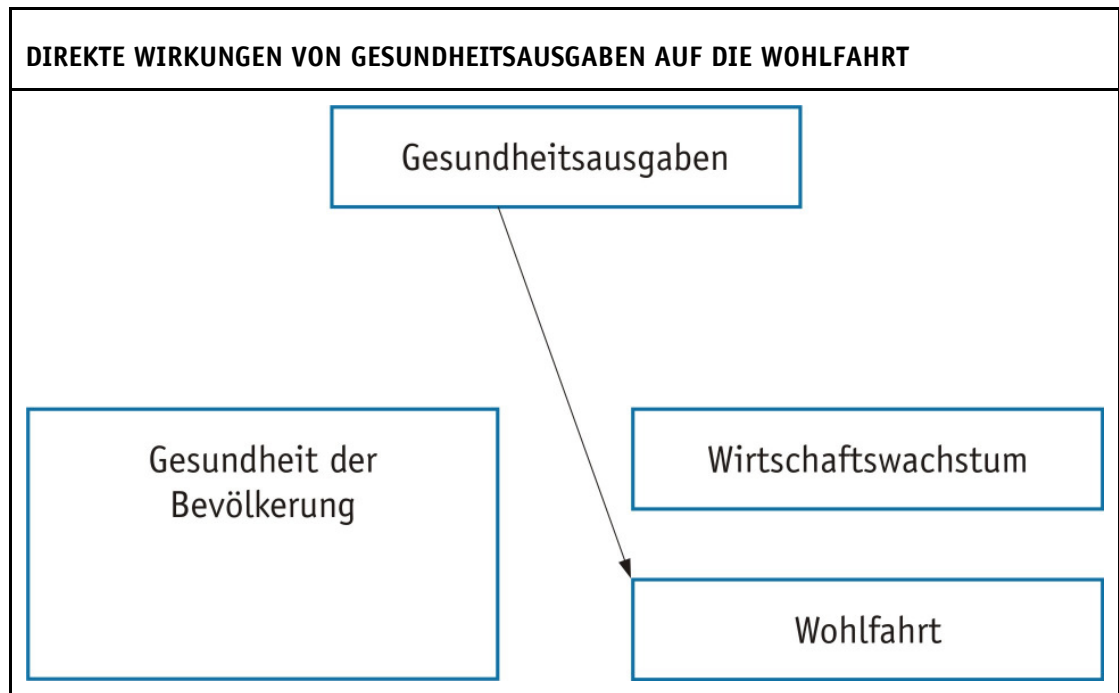 DIREKTE WIRKUNGEN VON GESUNDHEITSAUSGABEN AUF DIE WOHLFAHRT
Gesundheitsausgaben
Gesundheit der
Bevölkerung
Wirtschaftswachstum
Wohlfahrt